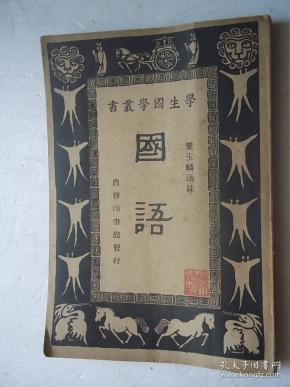 學生國學叢書
國語
葉玉麟選註
商務印書館發行
孔夫子旧书网